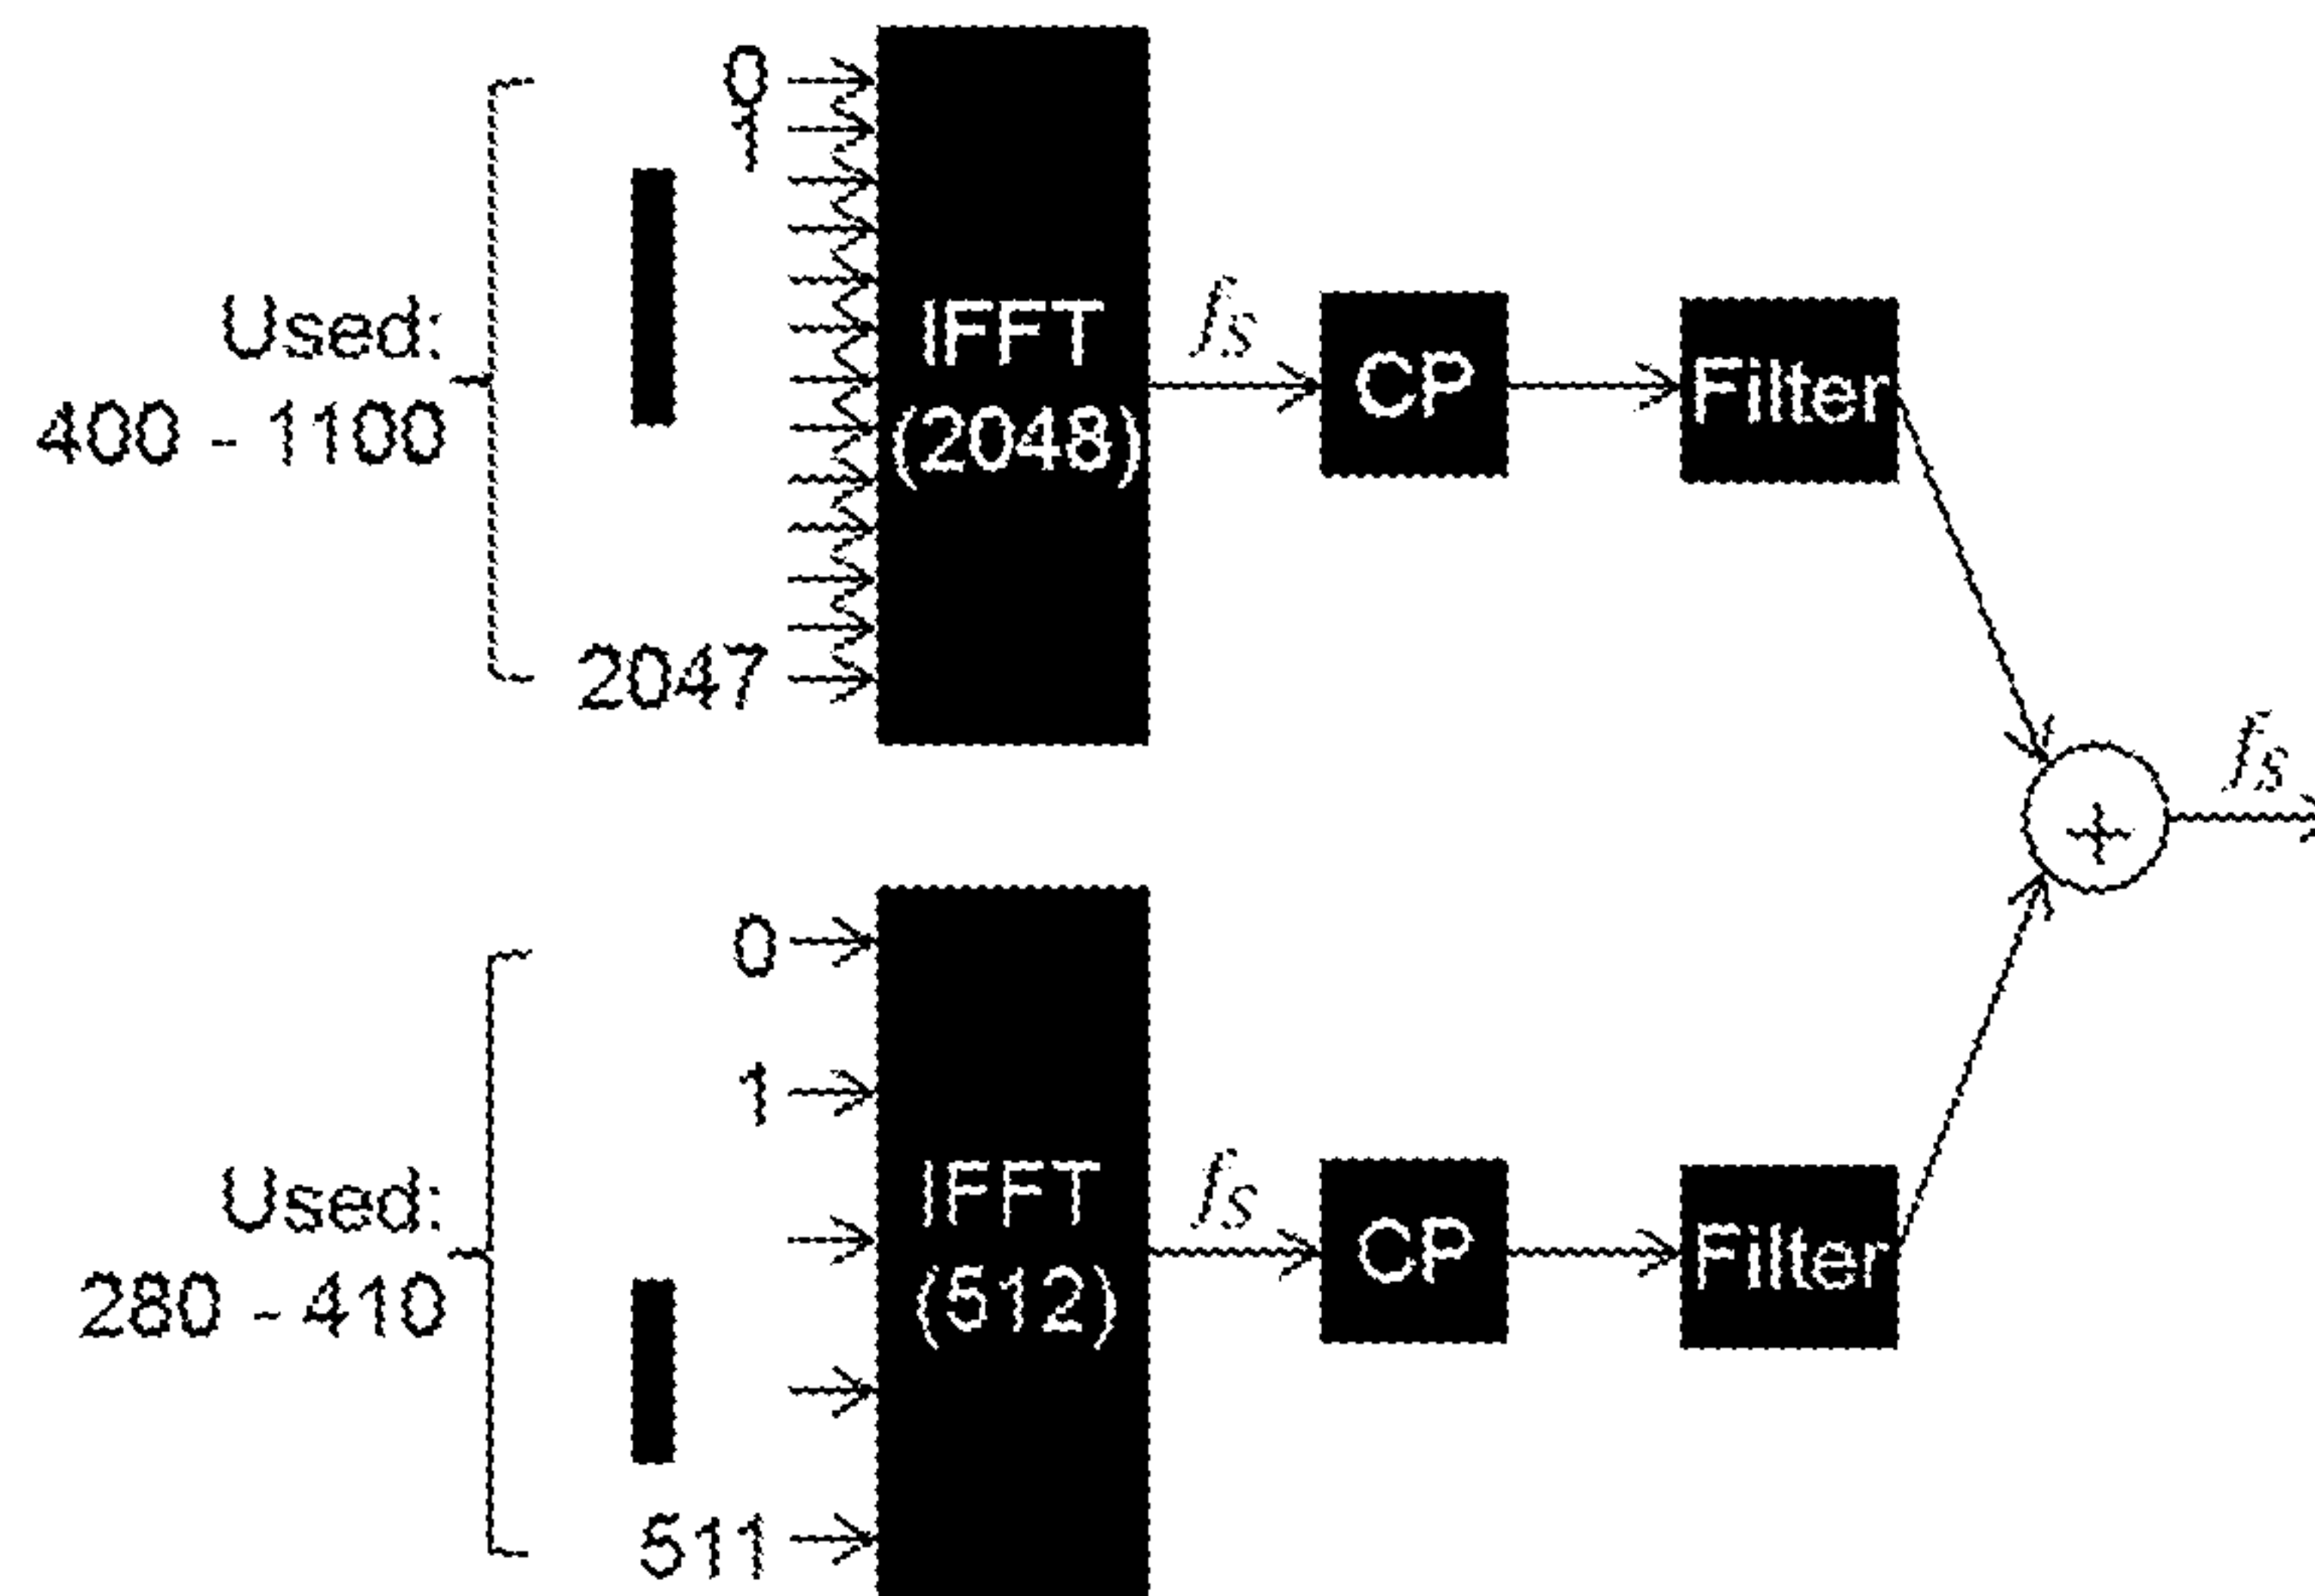 0
1
Used:
400 - 1100
2047
IFFT
(2048)
fs
CP
Filter
+
fs
0
1
Used:
280 - 410
511
IFFT
(512)
fs
CP
Filter